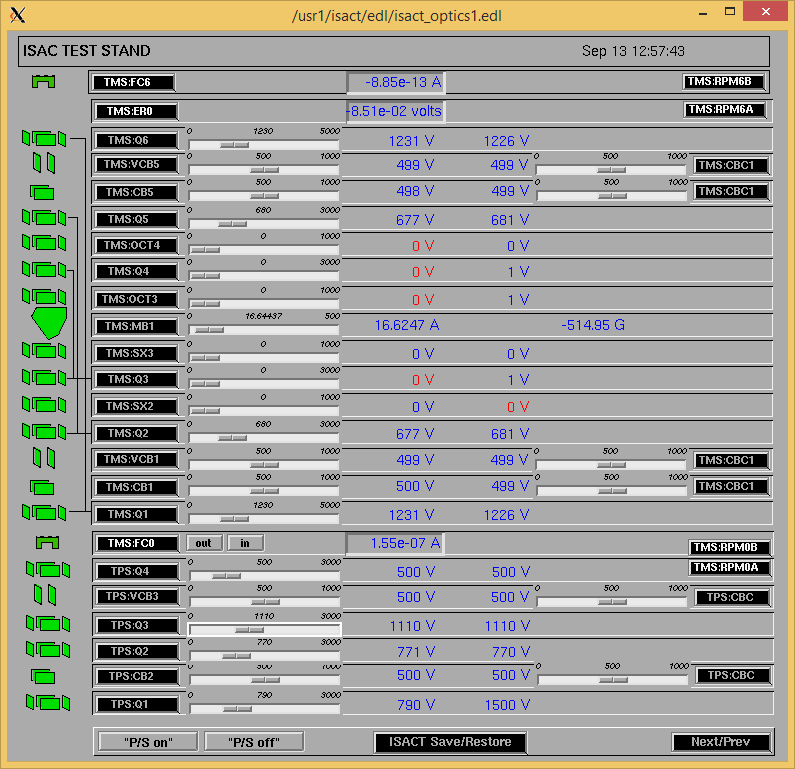 /usr1/isact/edl/isact_optics1.edl
ISAC TEST STAND Sep 13 12:57:43
TMS:FC6 -8.85e-13 A TMS:RPM6B
TMS:ER0 -8.51e-02 volts TMS:RPM6A
TMS:Q6 0 1230 5000 1231 V 1226 V
TMS:VCB5 0 500 1000 499 V 499 V 0 500 1000 TMS:CBC1
TMS:CB5 0 500 1000 498 V 499 V 0 500 1000 TMS:CBC1
TMS:Q5 0 680 3000 677 V 681 V
TMS:OCT4 0 0 1000 0 V 0 V
TMS:Q4 0 0 3000 0 V 1 V
TMS:OCT3 0 0 1000 0 V 1 V
TMS:MB1 0 16.64437 500 16.6247 A -514.95 G
TMS:SX3 0 0 1000 0 V 0 V
TMS:Q3 0 0 3000 0 V 1 V
TMS:SX2 0 0 1000 0 V 0 V
TMS:Q2 0 680 3000 677 V 681 V
TMS:VCB1 0 500 1000 499 V 499 V 0 500 1000 TMS:CBC1
TMS:CB1 0 500 1000 500 V 499 V 0 500 1000 TMS:CBC1
TMS:Q1 0 1230 5000 1231 V 1226 V
TMS:FC0 out in 1.55e-07 A TMS:RPM0B
TPS:Q4 0 500 3000 500 V 500 V TMS:RPM0A
TPS:VCB3 0 500 1000 500 V 500 V 0 500 1000 TPS:CBC
TPS:Q3 0 1110 3000 1110 V 1110 V
TPS:Q2 0 770 3000 771 V 770 V
TPS:CB2 0 500 1000 500 V 500 V 0 500 1000 TPS:CBC
TPS:Q1 0 790 3000 790 V 1500 V
"P/S on" "P/S off" ISACT Save/Restore Next/Prev